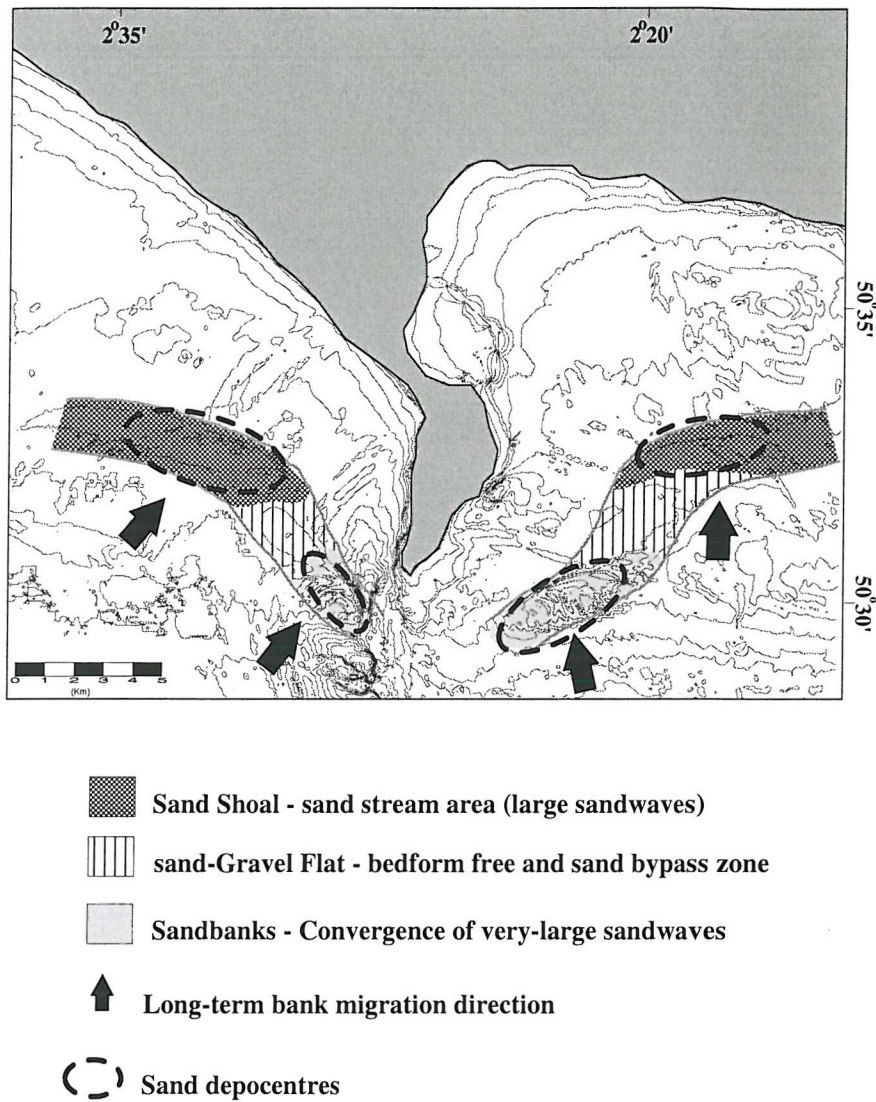 2°35'
2°20'
50°35'
50°30'
0 1 2 3 4 5
(Km)
Sand Shoal - sand stream area (large sandwaves)
sand-Gravel Flat - bedform free and sand bypass zone
Sandbanks - Convergence of very-large sandwaves
Long-term bank migration direction
Sand depocentres